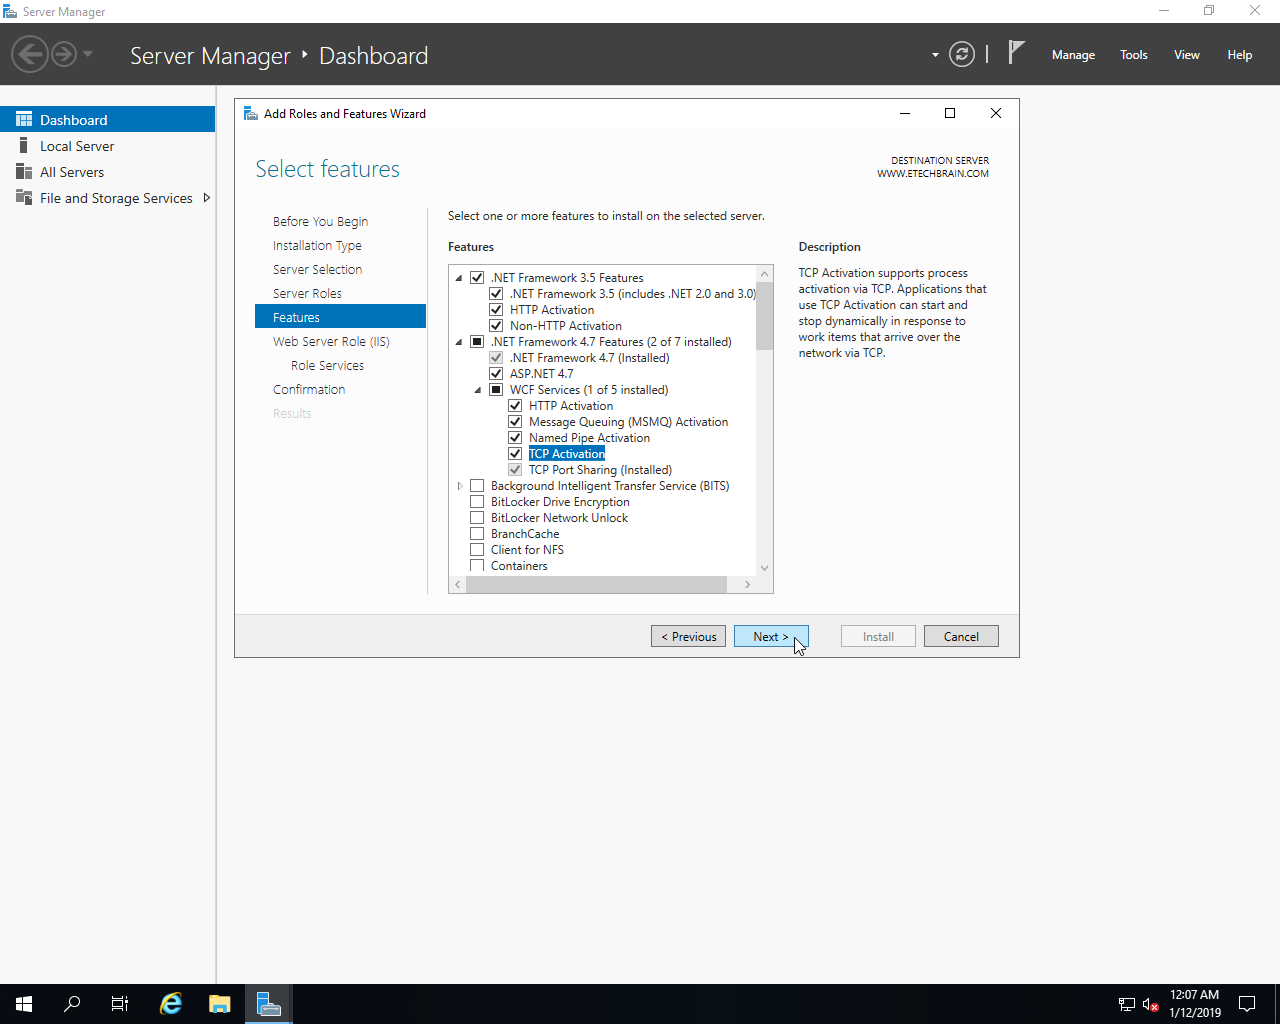 Server Manager
Server Manager ‣ Dashboard
Manage
Tools
View
Help
Dashboard
Local Server
All Servers
File and Storage Services
Add Roles and Features Wizard
Select features
DESTINATION SERVER
WWW.ETECHBRAIN.COM
Before You Begin
Installation Type
Server Selection
Server Roles
Features
Web Server Role (IIS)
Role Services
Confirmation
Results
Select one or more features to install on the selected server.
Features
.NET Framework 3.5 Features
.NET Framework 3.5 (includes .NET 2.0 and 3.0)
HTTP Activation
Non-HTTP Activation
.NET Framework 4.7 Features (2 of 7 installed)
.NET Framework 4.7 (Installed)
ASP.NET 4.7
WCF Services (1 of 5 installed)
HTTP Activation
Message Queuing (MSMQ) Activation
Named Pipe Activation
TCP Activation
TCP Port Sharing (Installed)
Background Intelligent Transfer Service (BITS)
BitLocker Drive Encryption
BitLocker Network Unlock
BranchCache
Client for NFS
Containers
Description
TCP Activation supports process
activation via TCP. Applications that
use TCP Activation can start and
stop dynamically in response to
work items that arrive over the
network via TCP.
< Previous
Next >
Install
Cancel
12:07 AM
1/12/2019